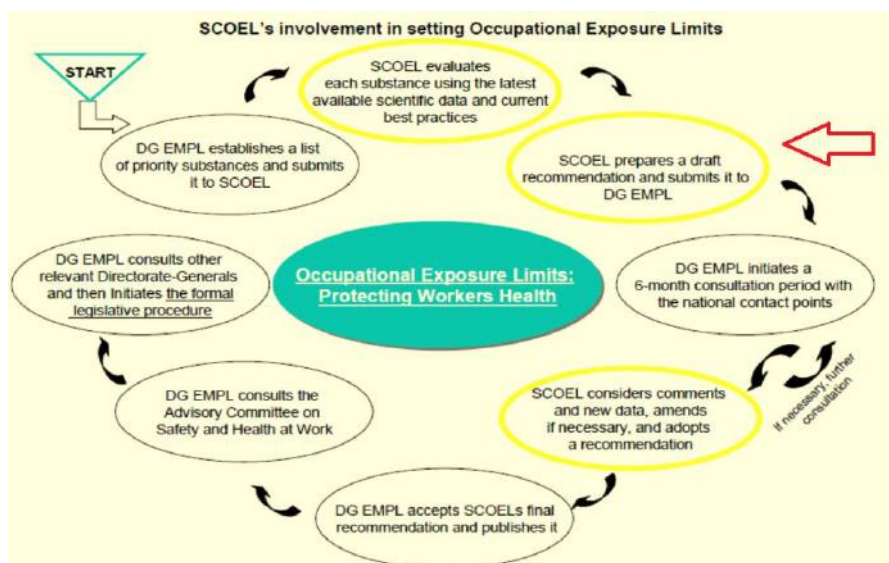 SCOEL's involvement in setting Occupational Exposure Limits
START
SCOEL evaluates
each substance using the latest
available scientific data and current
best practices
DG EMPL establishes a list
of priority substances and submits
it to SCOEL
SCOEL prepares a draft
recommendation and submits it to
DG EMPL
DG EMPL consults other
relevant Directorate-Generals
and then Initiates the formal
legislative procedure
Occupational Exposure Limits:
Protecting Workers Health
DG EMPL initiates a
6-month consultation period with
the national contact points
If necessary, further
consultation
SCOEL considers comments
and new data, amends
if necessary, and adopts
a recommendation
DG EMPL consults the
Advisory Committee on
Safety and Health at Work
DG EMPL accepts SCOELs final
recommendation and publishes it